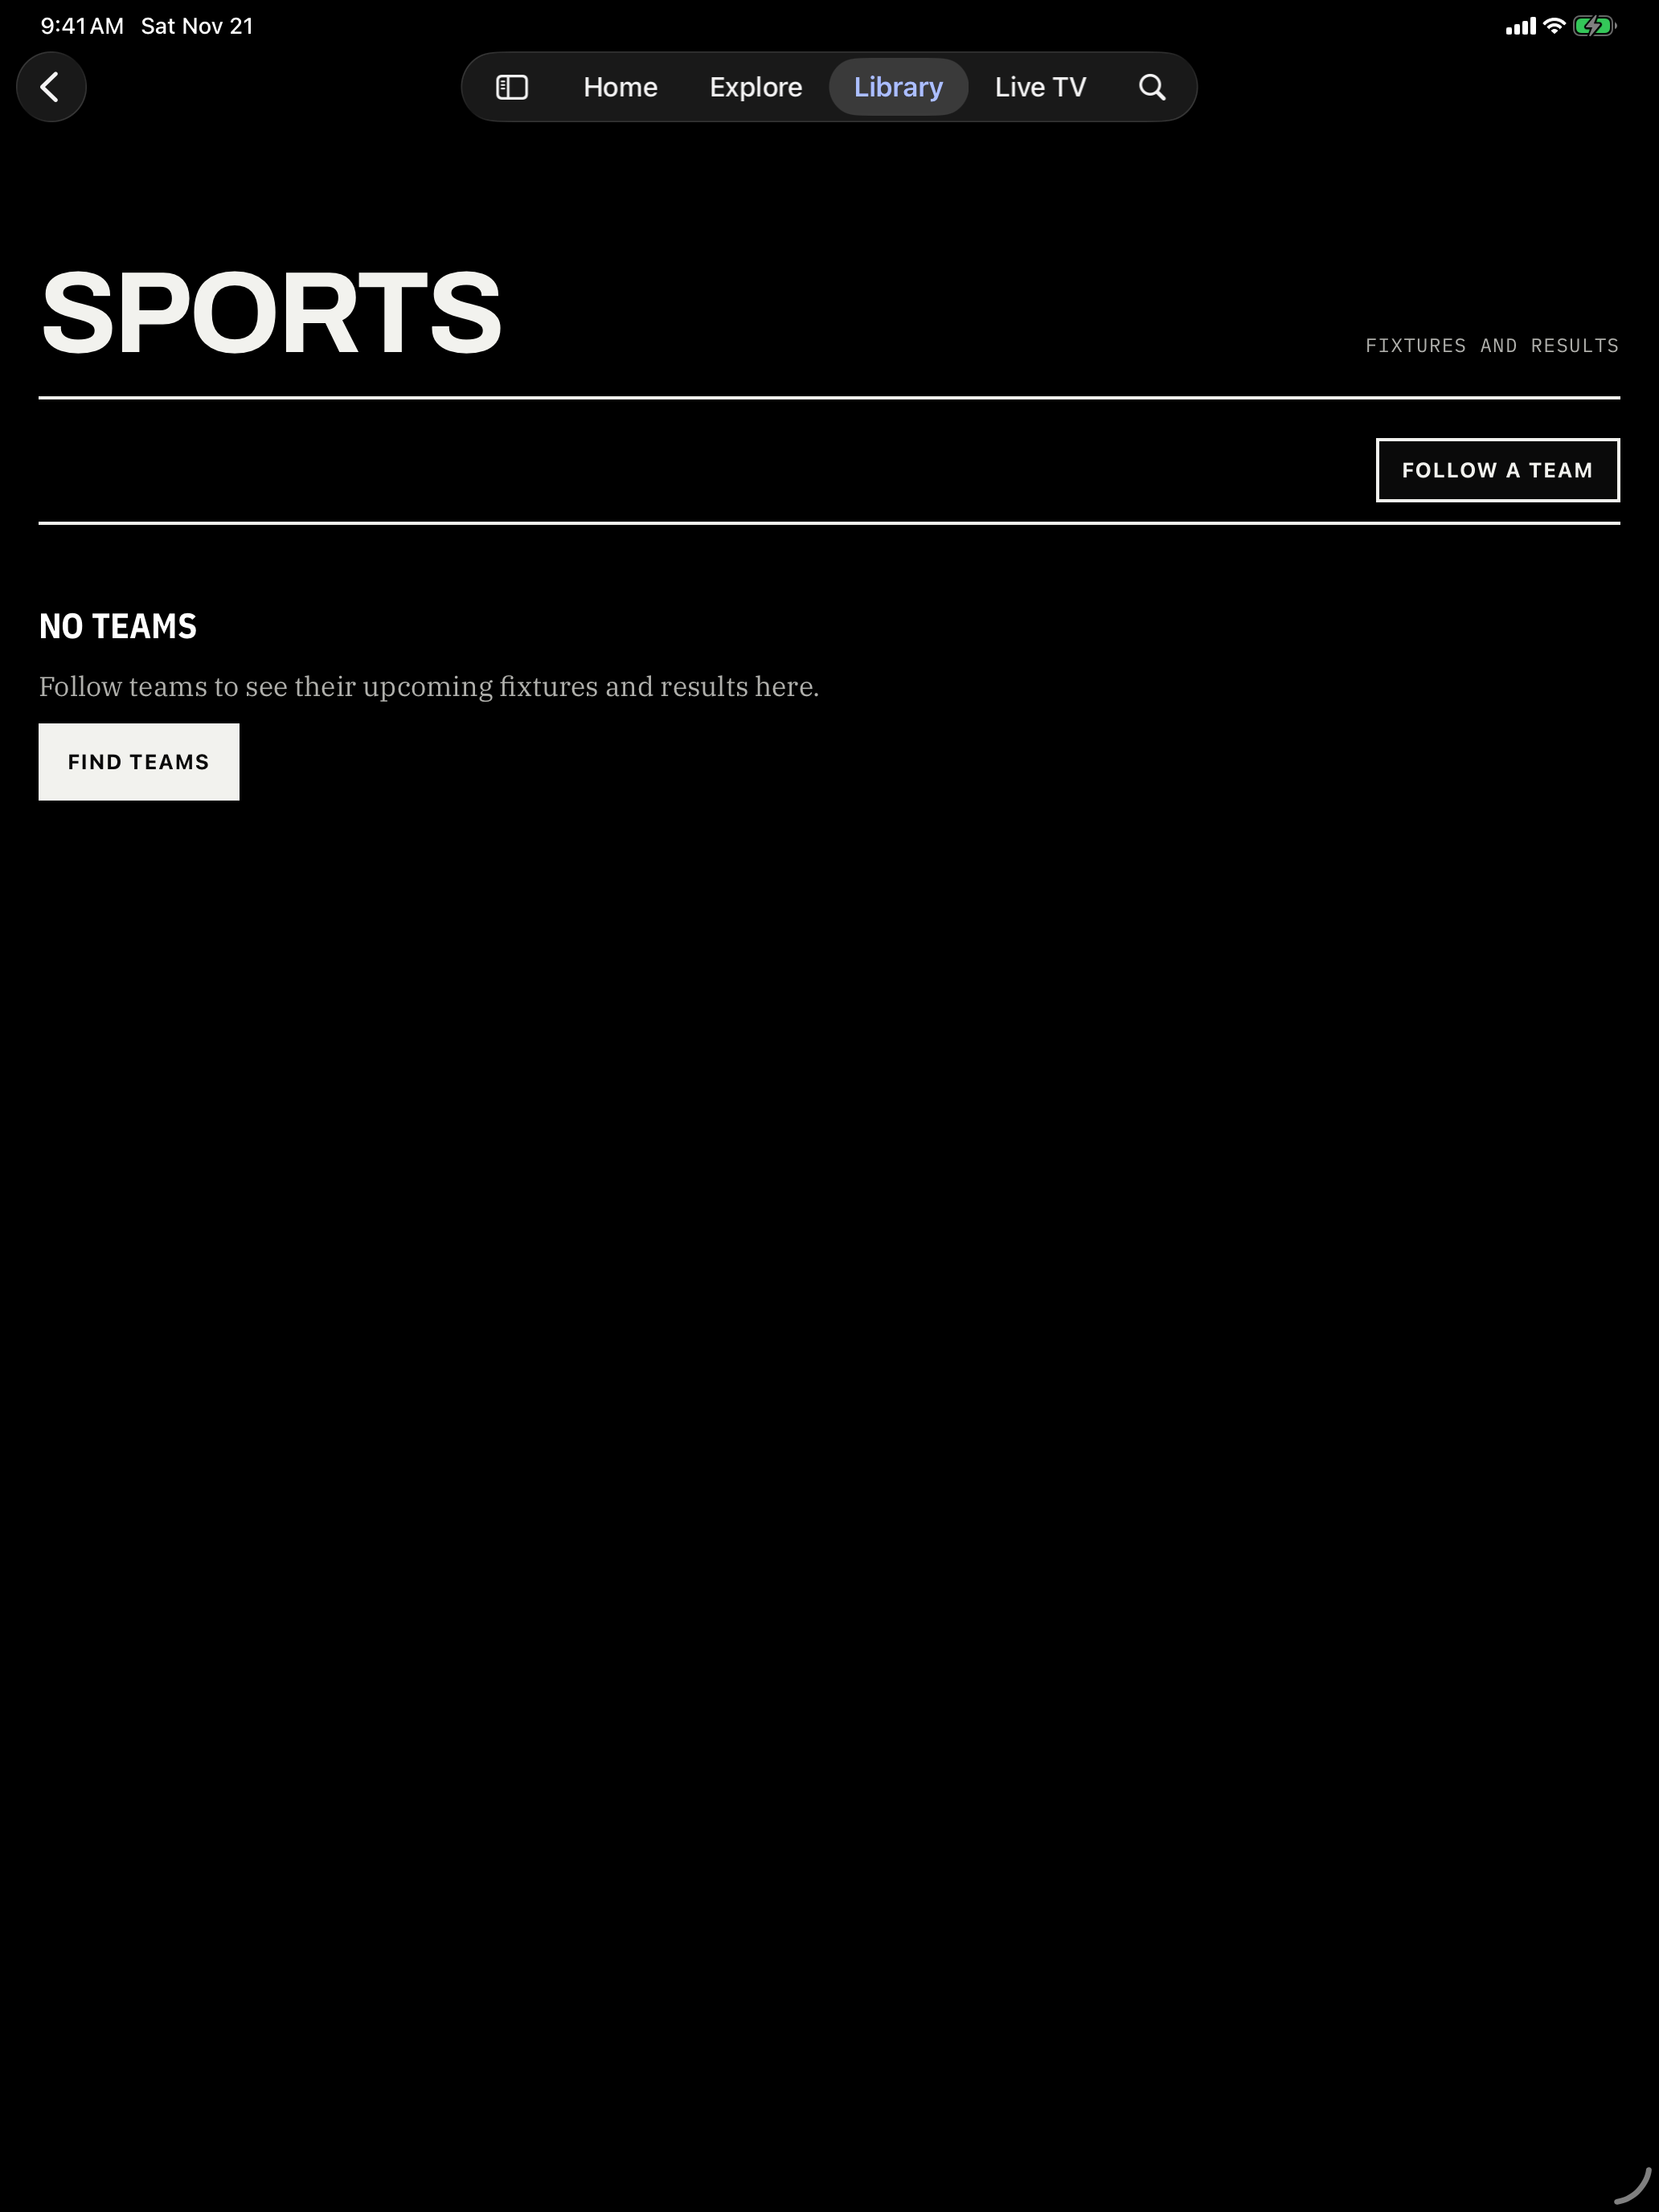 9:41 AM Sat Nov 21
Home Explore Library Live TV
SPORTS
FIXTURES AND RESULTS
FOLLOW A TEAM
NO TEAMS
Follow teams to see their upcoming fixtures and results here.
FIND TEAMS